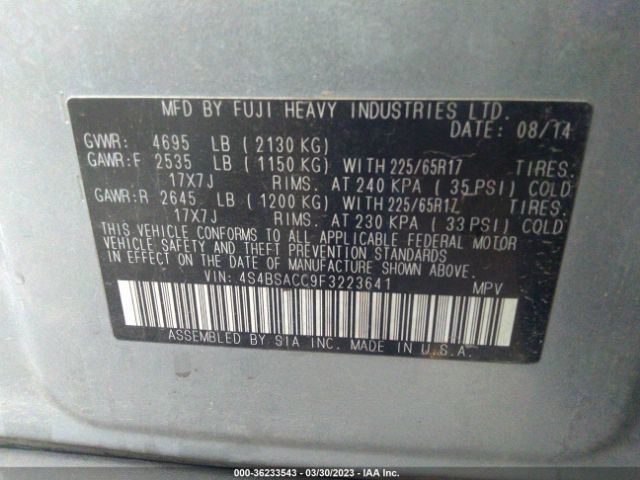 MFD BY FUJI HEAVY INDUSTRIES LTD.
DATE: 08/14
GVWR: 4695 LB (2130 KG)
GAWR:F 2535 LB (1150 KG) WITH 225/65R17 TIRES.
17X7J RIMS. AT 240 KPA (35 PSI) COLD
GAWR:R 2645 LB (1200 KG) WITH 225/65R17 TIRES.
17X7J RIMS. AT 230 KPA (33 PSI) COLD
THIS VEHICLE CONFORMS TO ALL APPLICABLE FEDERAL MOTOR
VEHICLE SAFETY AND THEFT PREVENTION STANDARDS
IN EFFECT ON THE DATE OF MANUFACTURE SHOWN ABOVE.
VIN: 4S4BSACC9F3223641 MPV
ASSEMBLED BY SIA INC. MADE IN U.S.A.
000-36233543 - 03/30/2023 - IAA Inc.